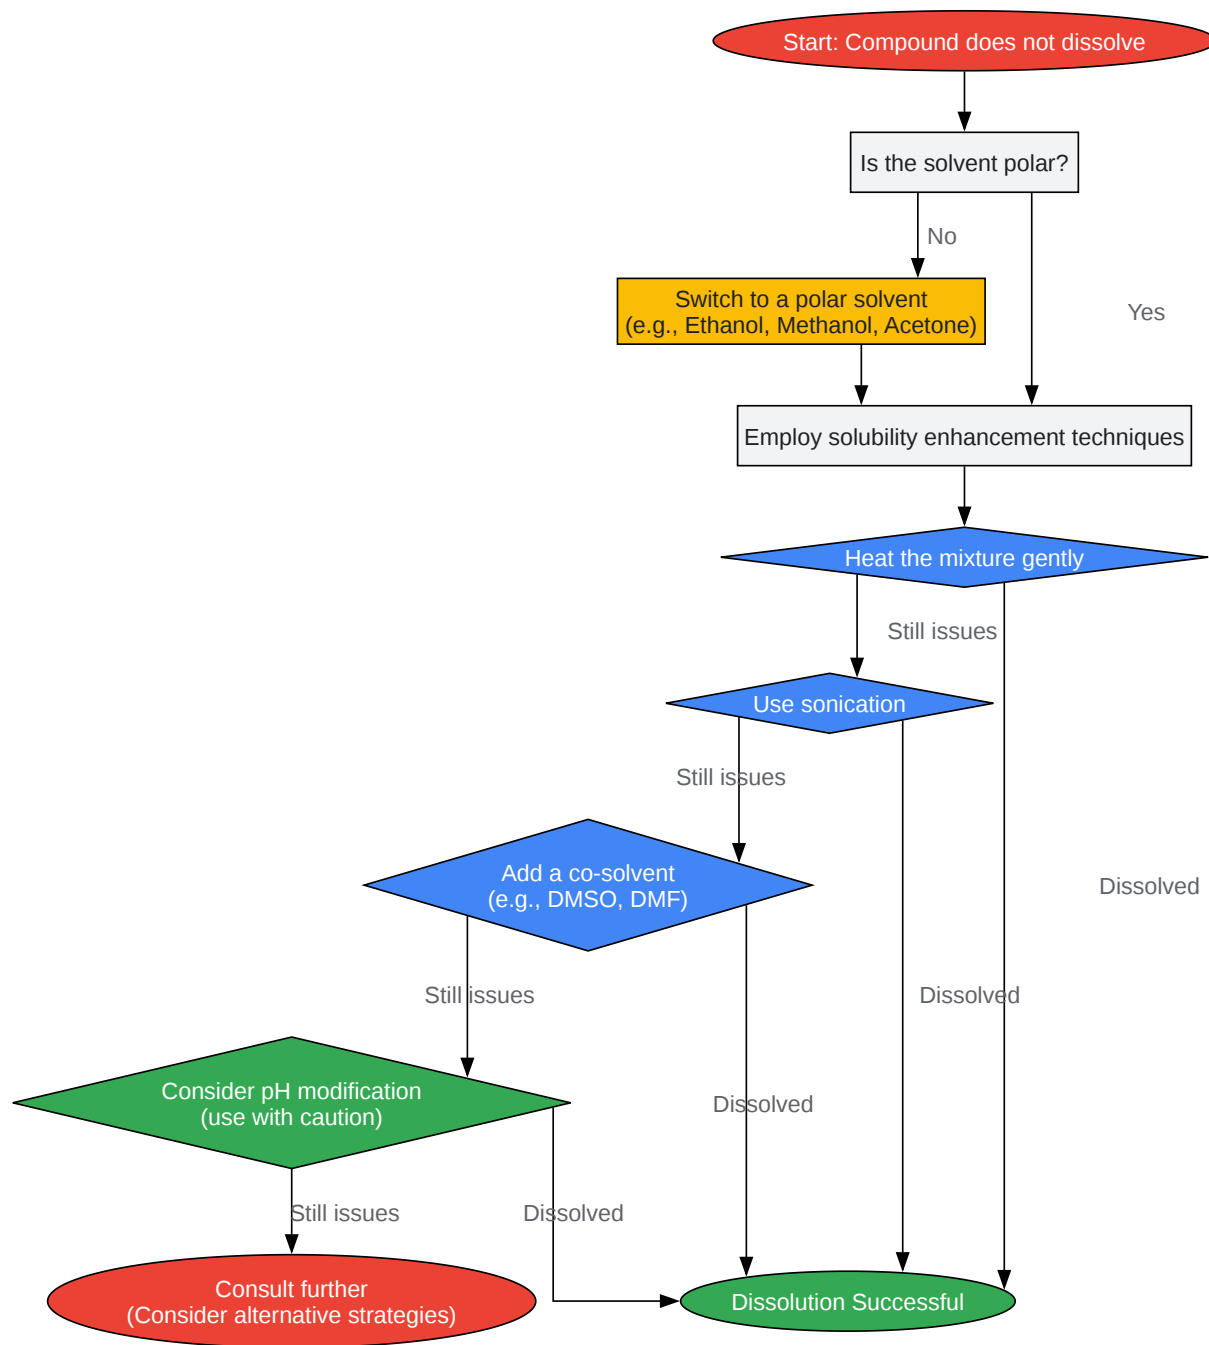 Start: Compound does not dissolve
Is the solvent polar?
No
Switch to a polar solvent
(e.g., Ethanol, Methanol, Acetone)
Yes
Employ solubility enhancement techniques
Heat the mixture gently
Still issues
Use sonication
Still issues
Add a co-solvent
(e.g., DMSO, DMF)
Dissolved
Still issues
Dissolved
Consider pH modification
(use with caution)
Dissolved
Still issues
Dissolved
Consult further
(Consider alternative strategies)
Dissolution Successful